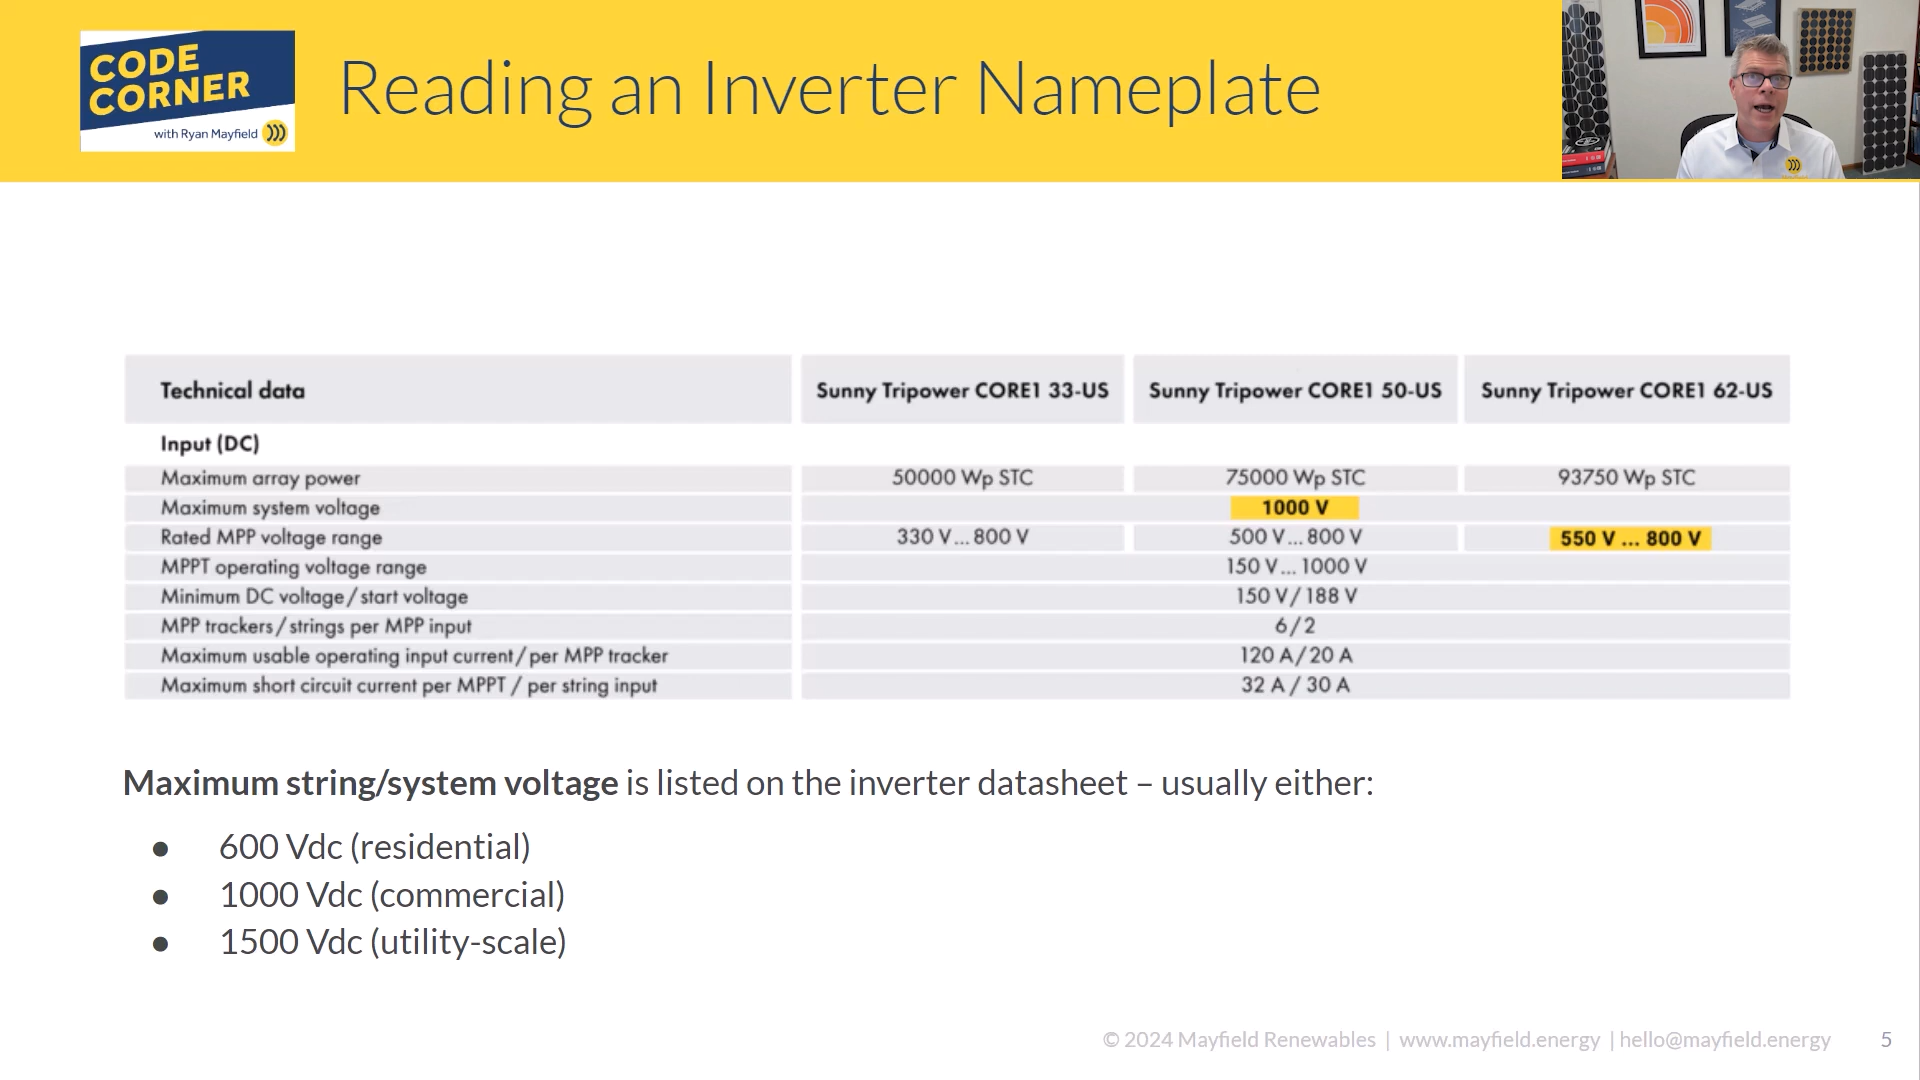 CODE
CORNER
with Ryan Mayfield
Reading an Inverter Nameplate
Technical data Sunny Tripower CORE1 33-US Sunny Tripower CORE1 50-US Sunny Tripower CORE1 62-US
Input (DC)
Maximum array power 50000 Wp STC 75000 Wp STC 93750 Wp STC
Maximum system voltage 1000 V
Rated MPP voltage range 330 V...800 V 500 V...800 V 550 V ... 800 V
MPPT operating voltage range 150 V...1000 V
Minimum DC voltage/start voltage 150 V/188 V
MPP trackers/strings per MPP input 6/2
Maximum usable operating input current/per MPP tracker 120 A/20 A
Maximum short circuit current per MPPT / per string input 32 A / 30 A
Maximum string/system voltage is listed on the inverter datasheet – usually either:
● 600 Vdc (residential)
● 1000 Vdc (commercial)
● 1500 Vdc (utility-scale)
© 2024 Mayfield Renewables | www.mayfield.energy | hello@mayfield.energy 5